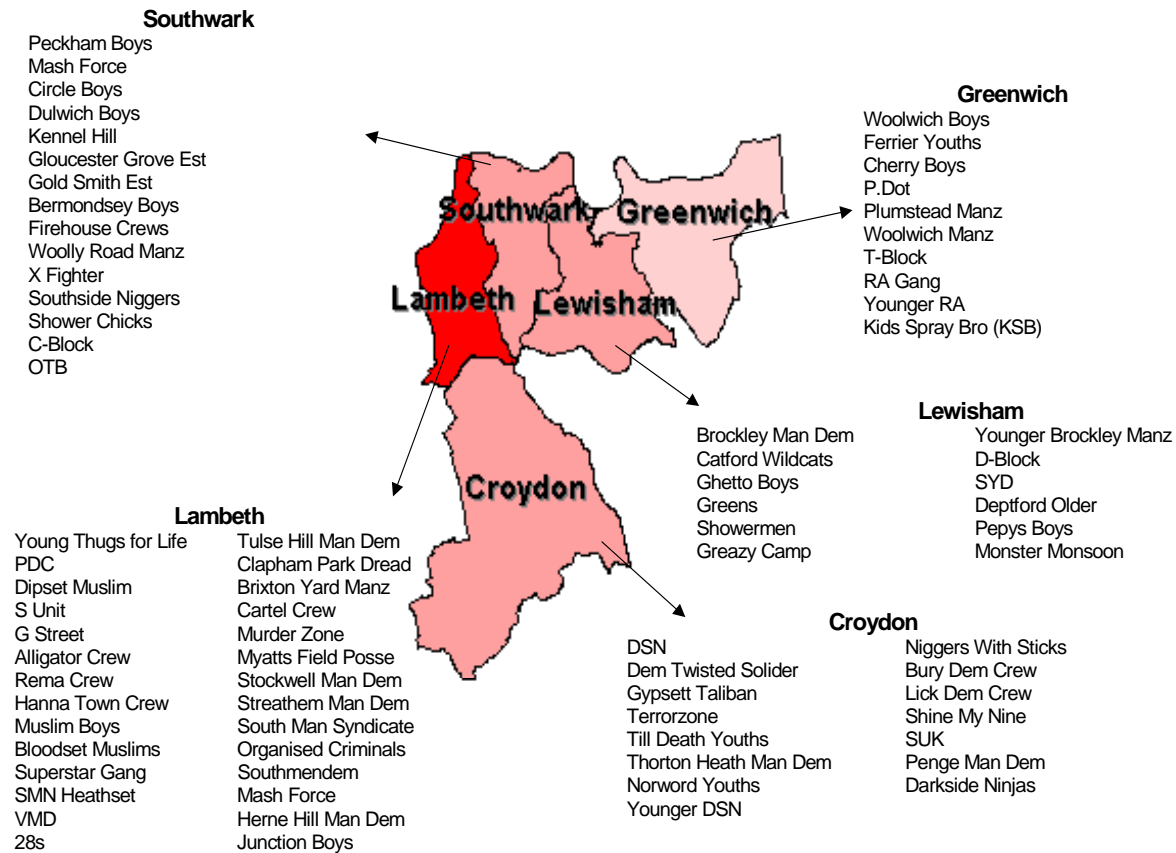 Southwark
Peckham Boys
Mash Force
Circle Boys
Dulwich Boys
Kennel Hill
Gloucester Grove Est
Gold Smith Est
Bermondsey Boys
Firehouse Crews
Woolly Road Manz
X Fighter
Southside Niggers
Shower Chicks
C-Block
OTB
Greenwich
Woolwich Boys
Ferrier Youths
Cherry Boys
P.Dot
Plumstead Manz
Woolwich Manz
T-Block
RA Gang
Younger RA
Kids Spray Bro (KSB)
Southwark
Greenwich
Lambeth
Lewisham
Croydon
Lewisham
Brockley Man Dem
Catford Wildcats
Ghetto Boys
Greens
Showermen
Greazy Camp
Younger Brockley Manz
D-Block
SYD
Deptford Older
Pepys Boys
Monster Monsoon
Lambeth
Young Thugs for Life
PDC
Dipset Muslim
S Unit
G Street
Alligator Crew
Rema Crew
Hanna Town Crew
Muslim Boys
Bloodset Muslims
Superstar Gang
SMN Heathset
VMD
28s
Tulse Hill Man Dem
Clapham Park Dread
Brixton Yard Manz
Cartel Crew
Murder Zone
Myatts Field Posse
Stockwell Man Dem
Streathern Man Dem
South Man Syndicate
Organised Criminals
Southmendem
Mash Force
Herne Hill Man Dem
Junction Boys
Croydon
DSN
Dem Twisted Solider
Gypsett Taliban
Terrorzone
Till Death Youths
Thorton Heath Man Dem
Norword Youths
Younger DSN
Niggers With Sticks
Bury Dem Crew
Lick Dem Crew
Shine My Nine
SUK
Penge Man Dem
Darkside Ninjas